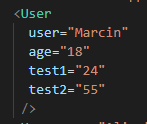 <User
user="Marcin"
age="18"
test1="24"
test2="55"
/>